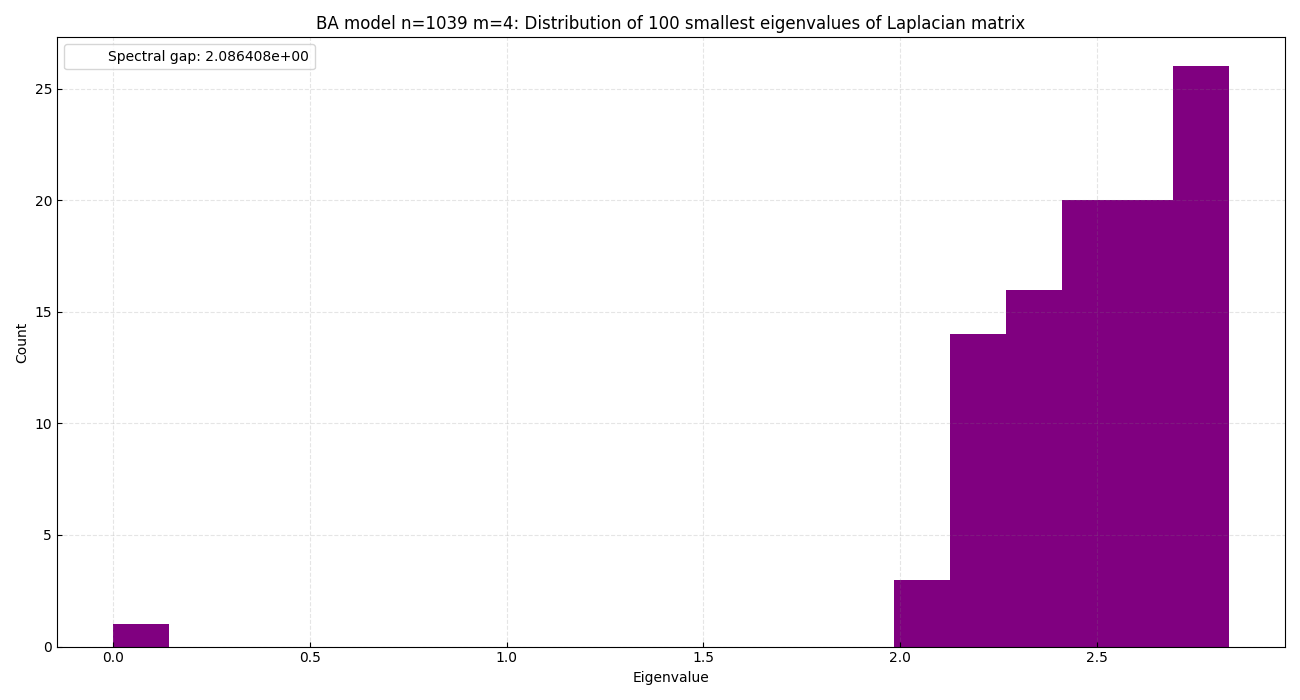 BA model n=1039 m=4: Distribution of 100 smallest eigenvalues of Laplacian matrix
Spectral gap: 2.086408e+00
25
20
15
10
5
0
Count
0.0 0.5 1.0 1.5 2.0 2.5
Eigenvalue